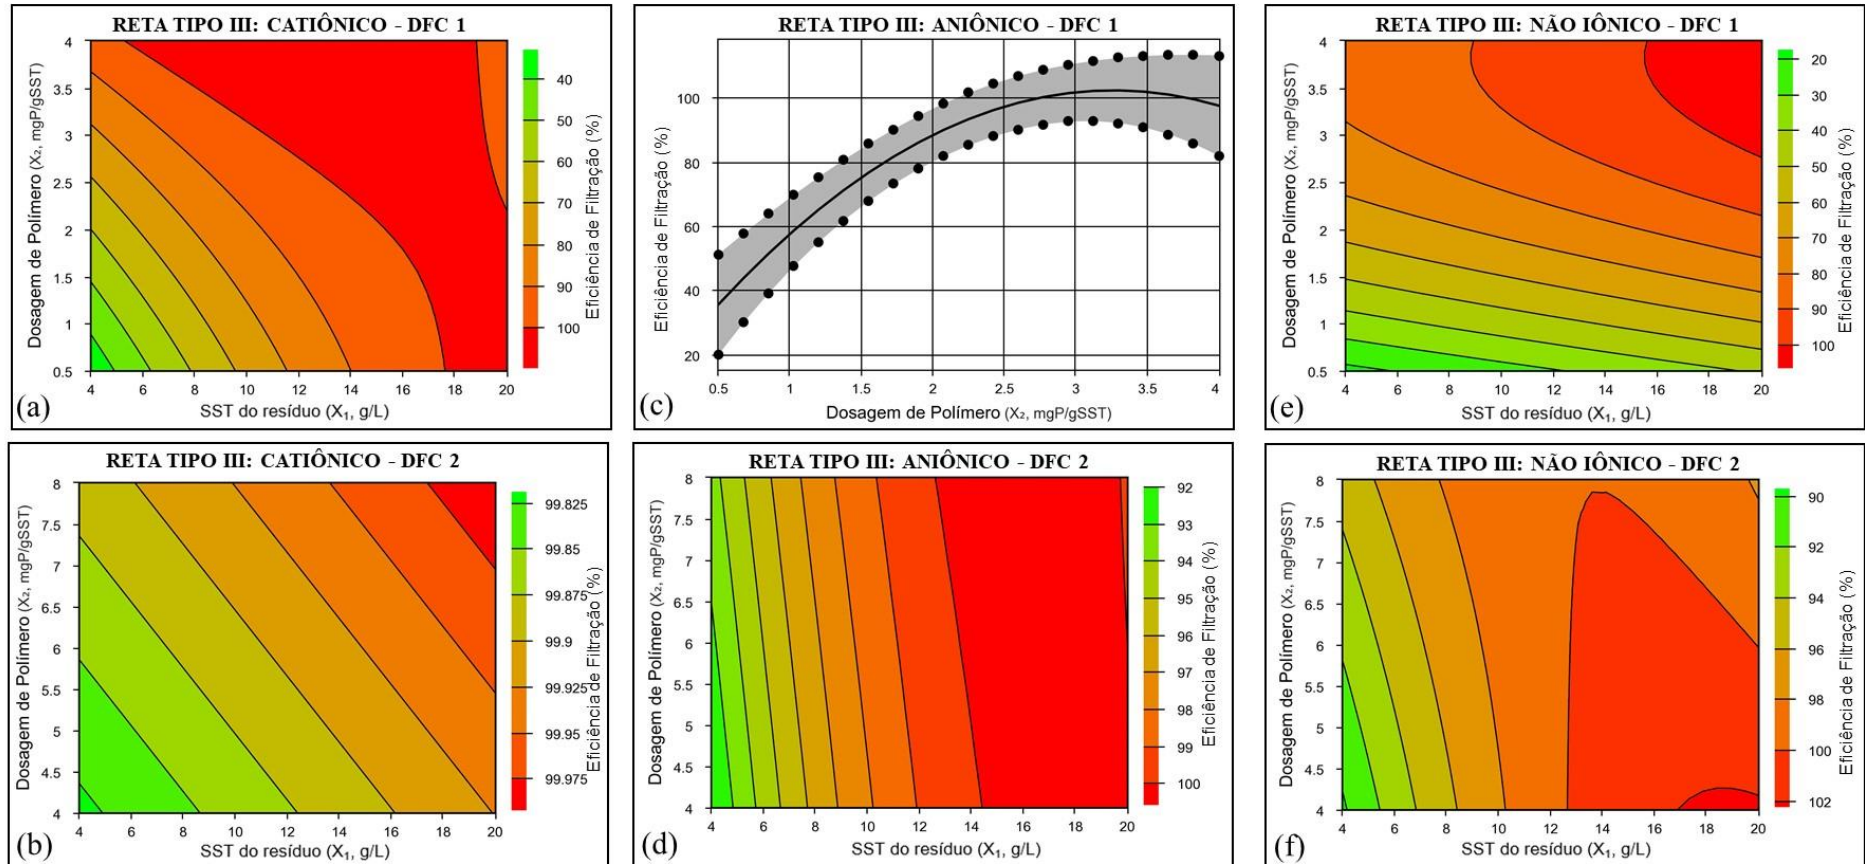 RETA TIPO III: CATIÔNICO - DFC 1
Dosagem de Polímero (X₂, mgP/gSST)
4
3.5
3
2.5
2
1.5
1
0.5
4 6 8 10 12 14 16 18 20
SST do resíduo (X₁, g/L)
40
50
60
70
80
90
100
Eficiência de Filtração (%)
(a)
RETA TIPO III: ANIÔNICO - DFC 1
Eficiência de Filtração (%)
100
80
60
40
20
0.5 1 1.5 2 2.5 3 3.5 4
Dosagem de Polímero (X₂, mgP/gSST)
(c)
RETA TIPO III: NÃO IÔNICO - DFC 1
Dosagem de Polímero (X₂, mgP/gSST)
4
3.5
3
2.5
2
1.5
1
0.5
4 6 8 10 12 14 16 18 20
SST do resíduo (X₁, g/L)
20
30
40
50
60
70
80
90
100
Eficiência de Filtração (%)
(e)
RETA TIPO III: CATIÔNICO - DFC 2
Dosagem de Polímero (X₂, mgP/gSST)
8
7.5
7
6.5
6
5.5
5
4.5
4
4 6 8 10 12 14 16 18 20
SST do resíduo (X₁, g/L)
99.825
99.85
99.875
99.9
99.925
99.95
99.975
Eficiência de Filtração (%)
(b)
RETA TIPO III: ANIÔNICO - DFC 2
Dosagem de Polímero (X₂, mgP/gSST)
8
7.5
7
6.5
6
5.5
5
4.5
4
4 6 8 10 12 14 16 18 20
SST do resíduo (X₁, g/L)
92
93
94
95
96
97
98
99
100
Eficiência de Filtração (%)
(d)
RETA TIPO III: NÃO IÔNICO - DFC 2
Dosagem de Polímero (X₂, mgP/gSST)
8
7.5
7
6.5
6
5.5
5
4.5
4
4 6 8 10 12 14 16 18 20
SST do resíduo (X₁, g/L)
90
92
94
96
98
100
102
Eficiência de Filtração (%)
(f)